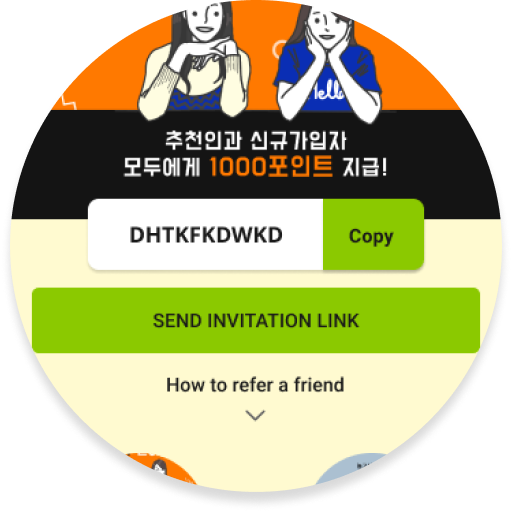 Hello
추천인과 신규가입자
모두에게 1000포인트 지급!
DHTKFKDWKD
Copy
SEND INVITATION LINK
How to refer a friend